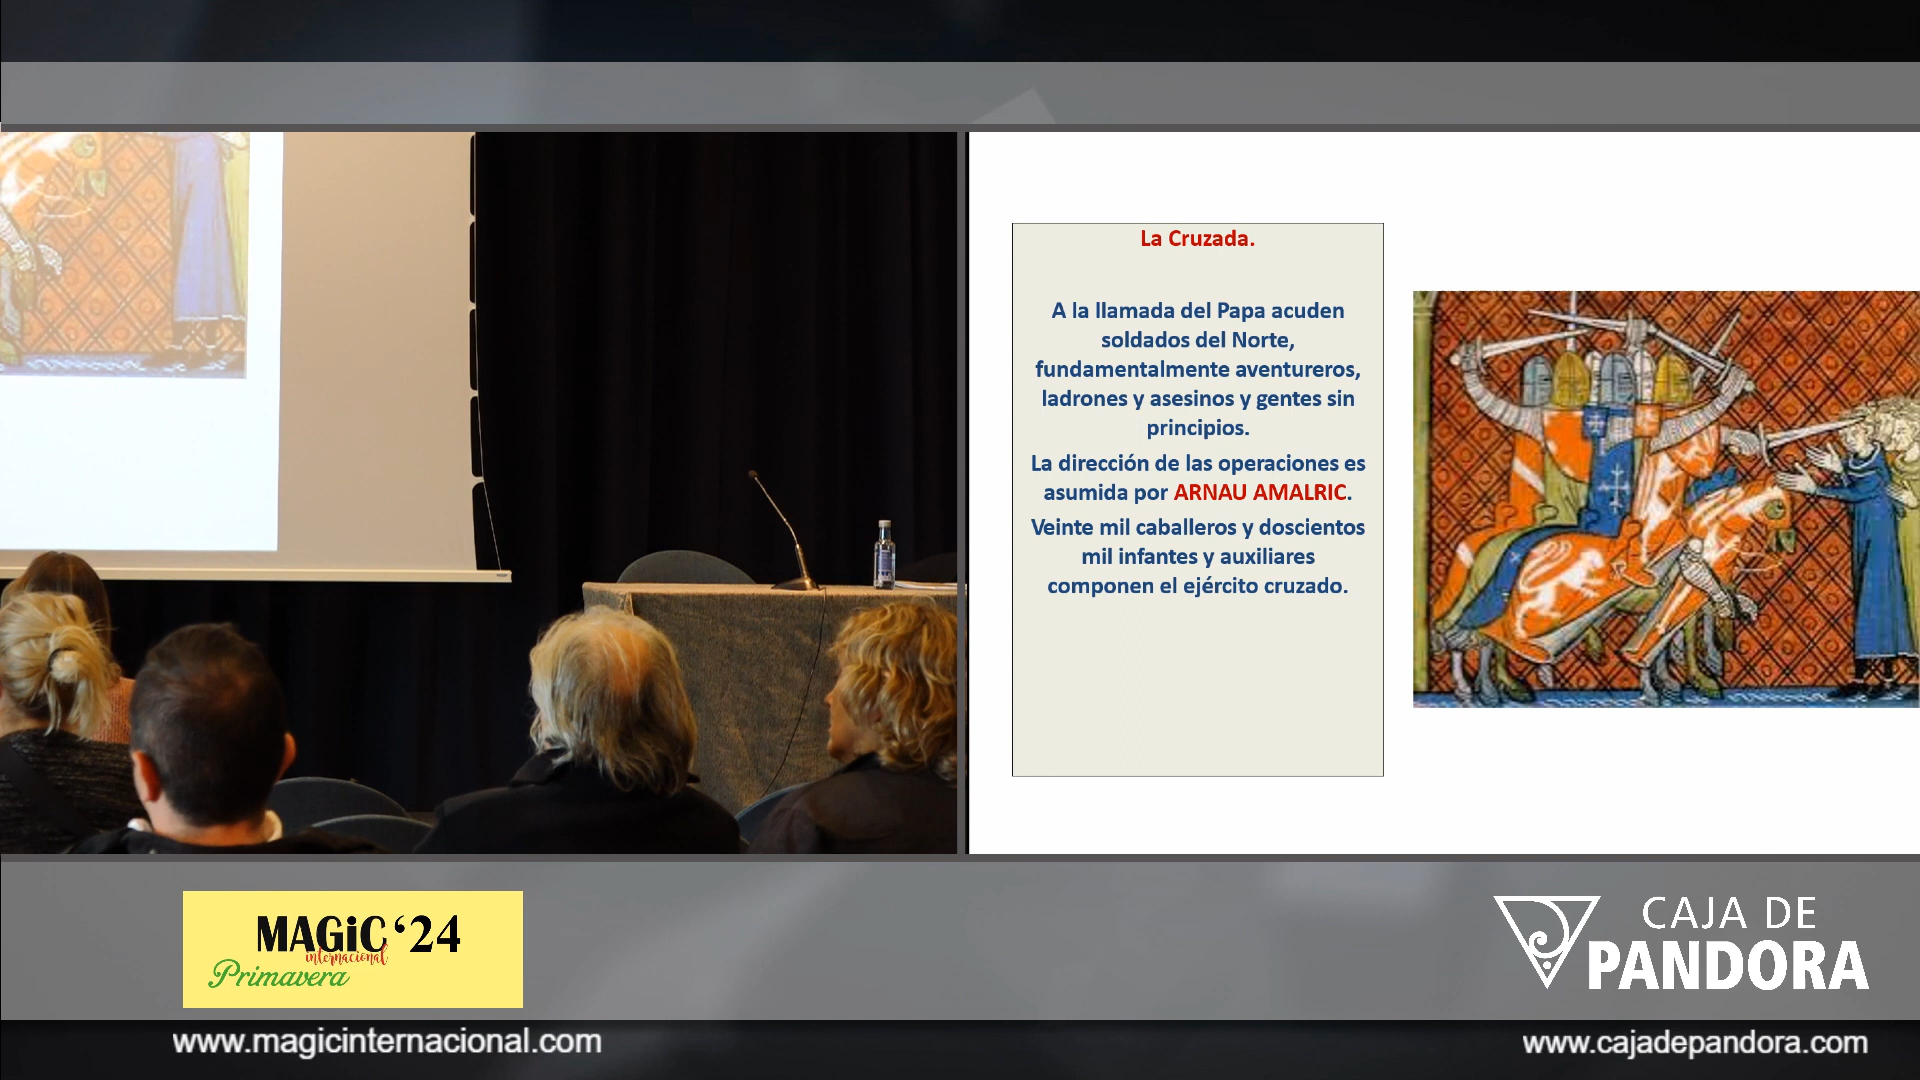 La Cruzada.
A la llamada del Papa acuden
soldados del Norte,
fundamentalmente aventureros,
ladrones y asesinos y gentes sin
principios.
La dirección de las operaciones es
asumida por ARNAU AMALRIC.
Veinte mil caballeros y doscientos
mil infantes y auxiliares
componen el ejército cruzado.
MAGiC ‘24
internacional
Primavera
CAJA DE
PANDORA
www.magicinternacional.com
www.cajadepandora.com